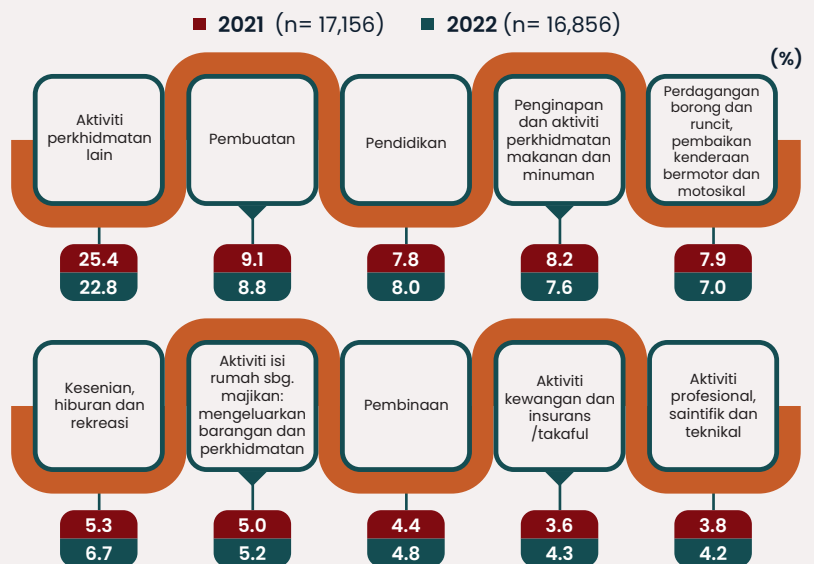 2021 (n= 17,156) 2022 (n= 16,856)
(%)
Aktiviti
perkhidmatan
lain
Pembuatan
Pendidikan
Penginapan
dan aktiviti
perkhidmatan
makanan dan
minuman
Perdagangan
borong dan
runcit,
pembaikan
kenderaan
bermotor dan
motosikal
25.4
22.8
9.1
8.8
7.8
8.0
8.2
7.6
7.9
7.0
Kesenian,
hiburan dan
rekreasi
Aktiviti isi
rumah sbg.
majikan:
mengeluarkan
barangan dan
perkhidmatan
Pembinaan
Aktiviti
kewangan dan
insurans
/takaful
Aktiviti
profesional,
saintifik dan
teknikal
5.3
6.7
5.0
5.2
4.4
4.8
3.6
4.3
3.8
4.2